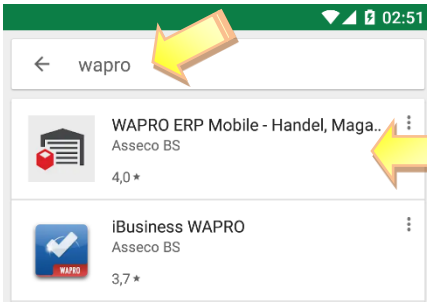 02:51
wapro
WAPRO ERP Mobile - Handel, Maga..
Asseco BS
4,0 ★
iBusiness WAPRO
Asseco BS
WAPRO
3,7 ★